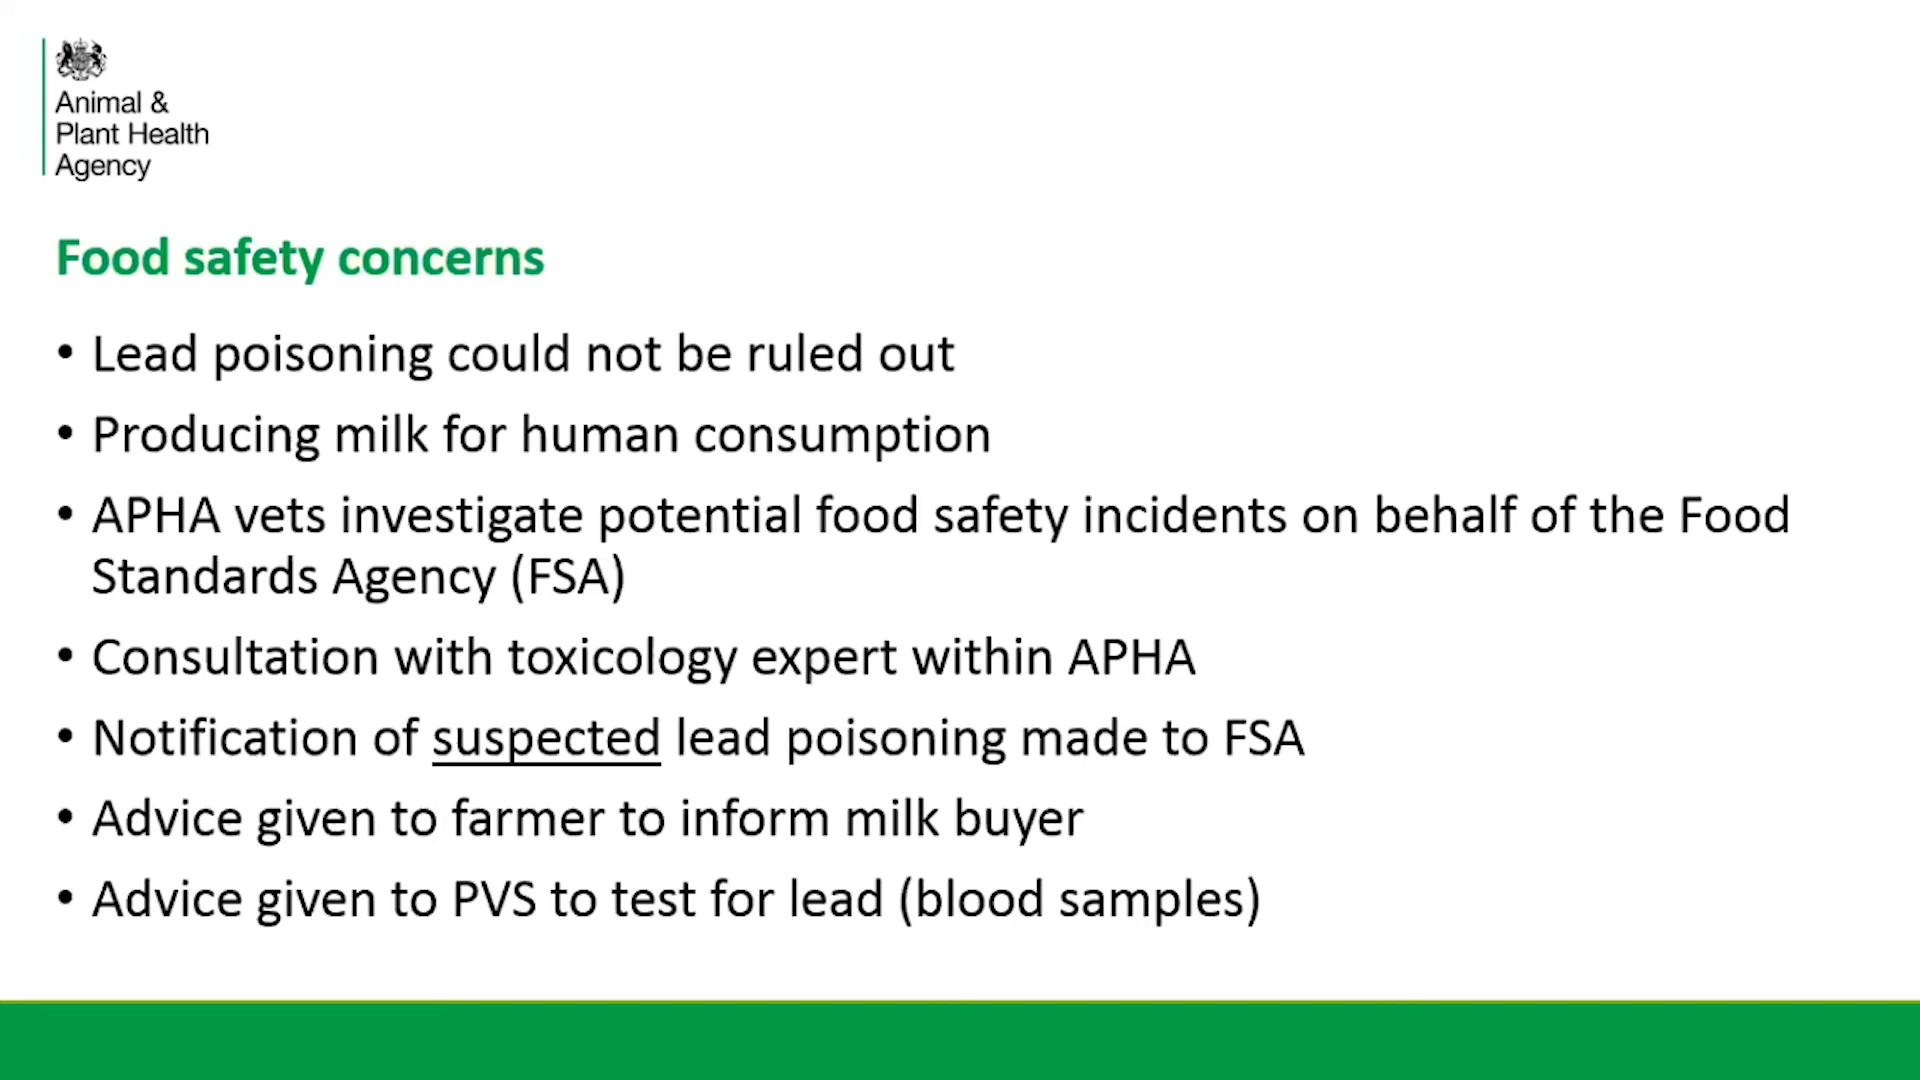 Animal &
Plant Health
Agency
Food safety concerns
• Lead poisoning could not be ruled out
• Producing milk for human consumption
• APHA vets investigate potential food safety incidents on behalf of the Food
Standards Agency (FSA)
• Consultation with toxicology expert within APHA
• Notification of suspected lead poisoning made to FSA
• Advice given to farmer to inform milk buyer
• Advice given to PVS to test for lead (blood samples)